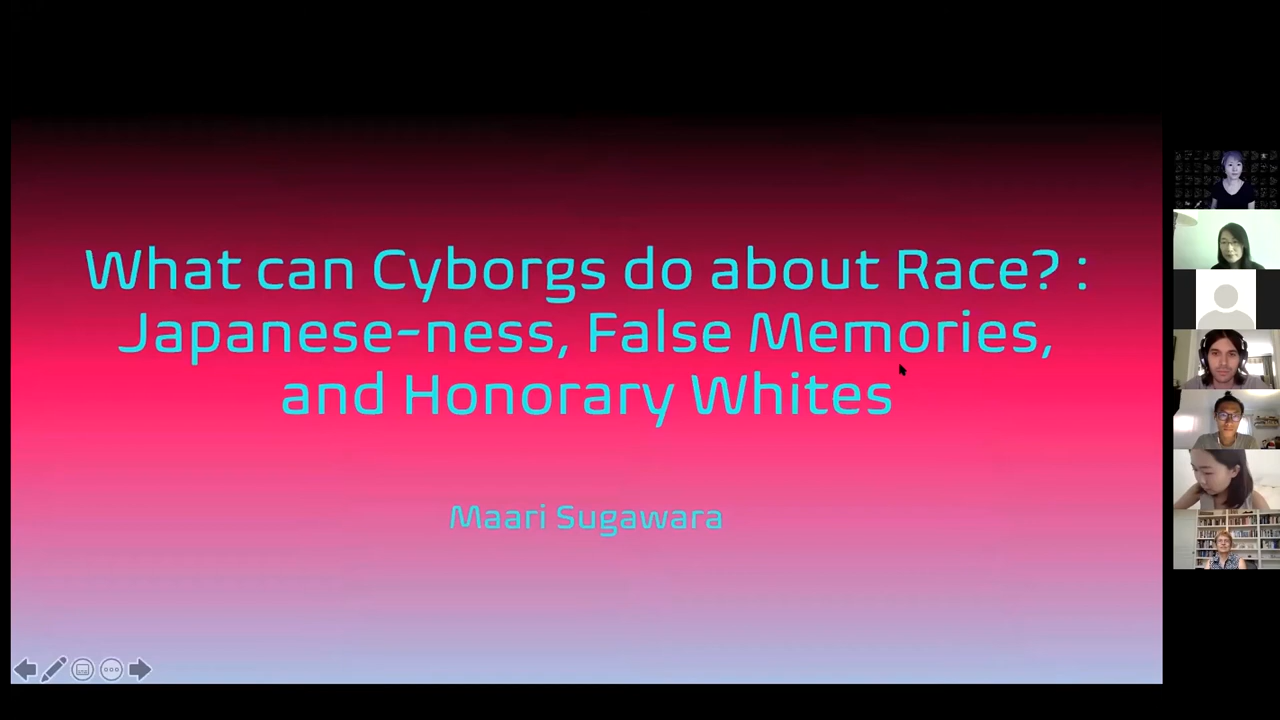 What can Cyborgs do about Race? :
Japanese-ness, False Memories,
and Honorary Whites
Maari Sugawara